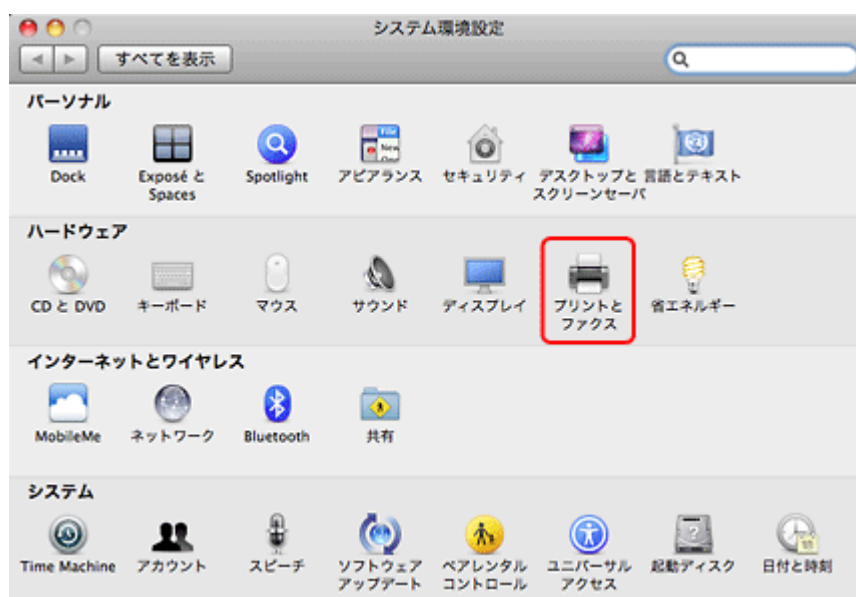 システム環境設定
すべてを表示
パーソナル
Dock
Exposé と
Spaces
Spotlight
アピアランス
セキュリティ
デスクトップと
スクリーンセーバ
言語とテキスト
ハードウェア
CD と DVD
キーボード
マウス
サウンド
ディスプレイ
プリントと
ファクス
省エネルギー
インターネットとワイヤレス
MobileMe
ネットワーク
Bluetooth
共有
システム
Time Machine
アカウント
スピーチ
ソフトウェア
アップデート
ペアレンタル
コントロール
ユニバーサル
アクセス
起動ディスク
日付と時刻